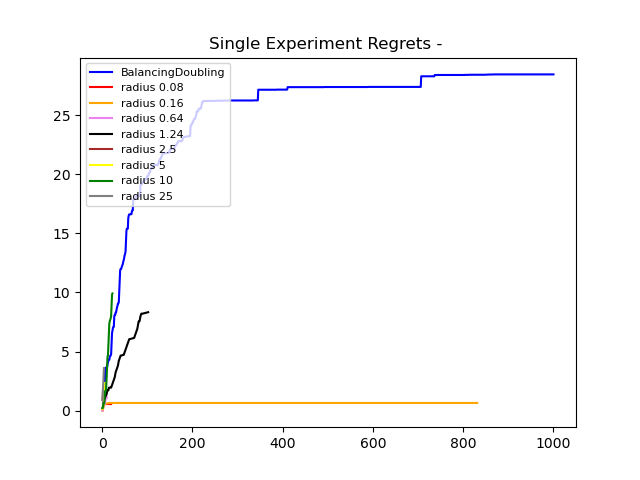 Single Experiment Regrets -
BalancingDoubling
radius 0.08
radius 0.16
radius 0.64
radius 1.24
radius 2.5
radius 5
radius 10
radius 25
25
20
15
10
5
0
0 200 400 600 800 1000